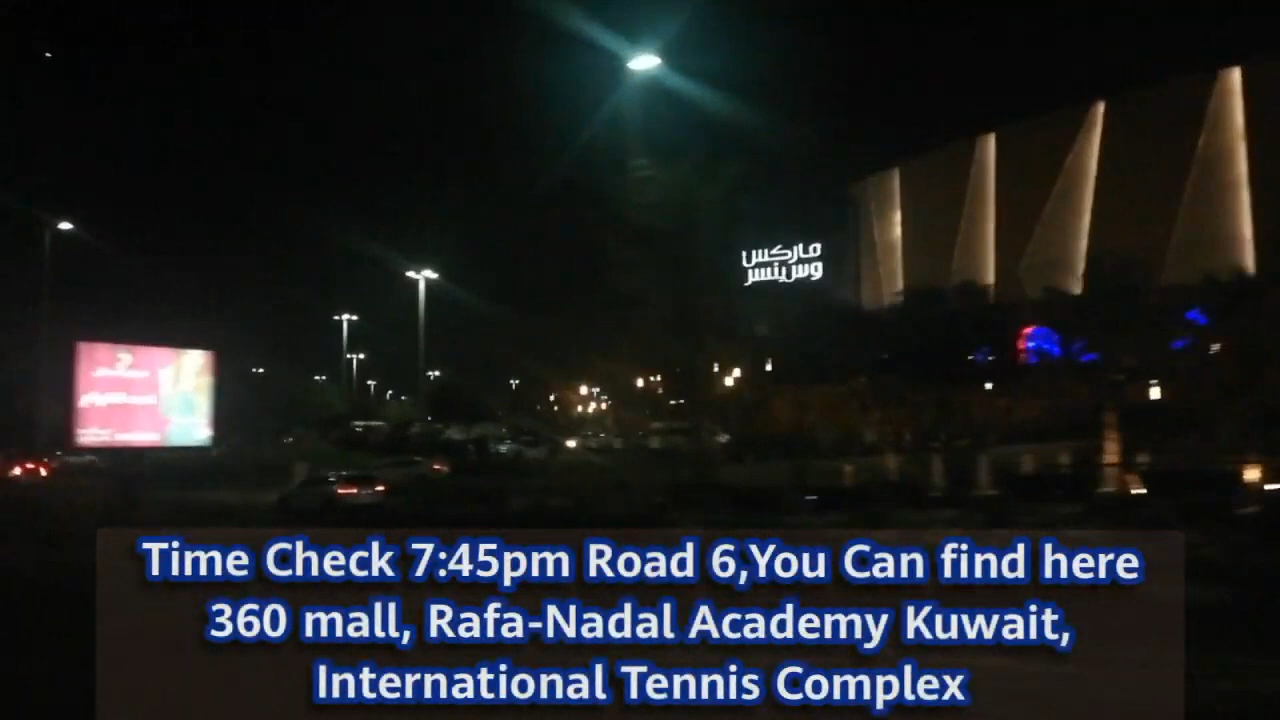 ماركس
وسبنسر
Time Check 7:45pm Road 6,You Can find here
360 mall, Rafa-Nadal Academy Kuwait,
International Tennis Complex